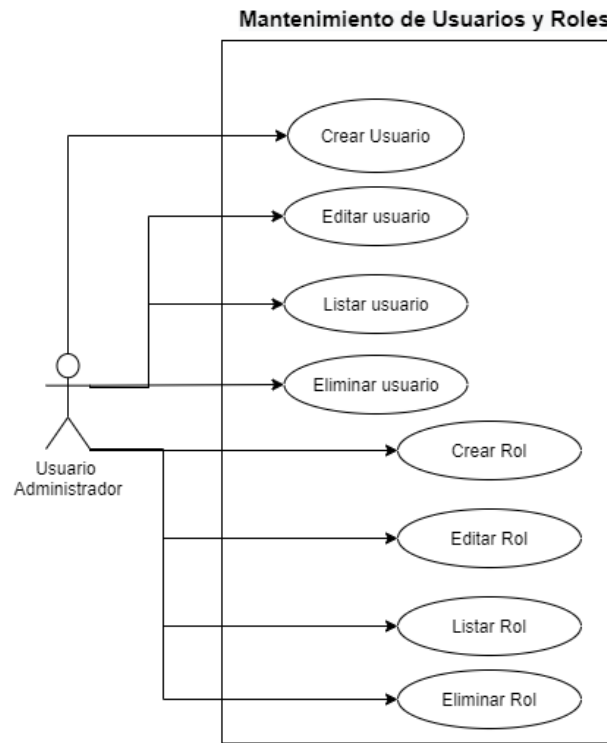 Mantenimiento de Usuarios y Roles
Crear Usuario
Editar usuario
Listar usuario
Eliminar usuario
Crear Rol
Usuario
Administrador
Editar Rol
Listar Rol
Eliminar Rol